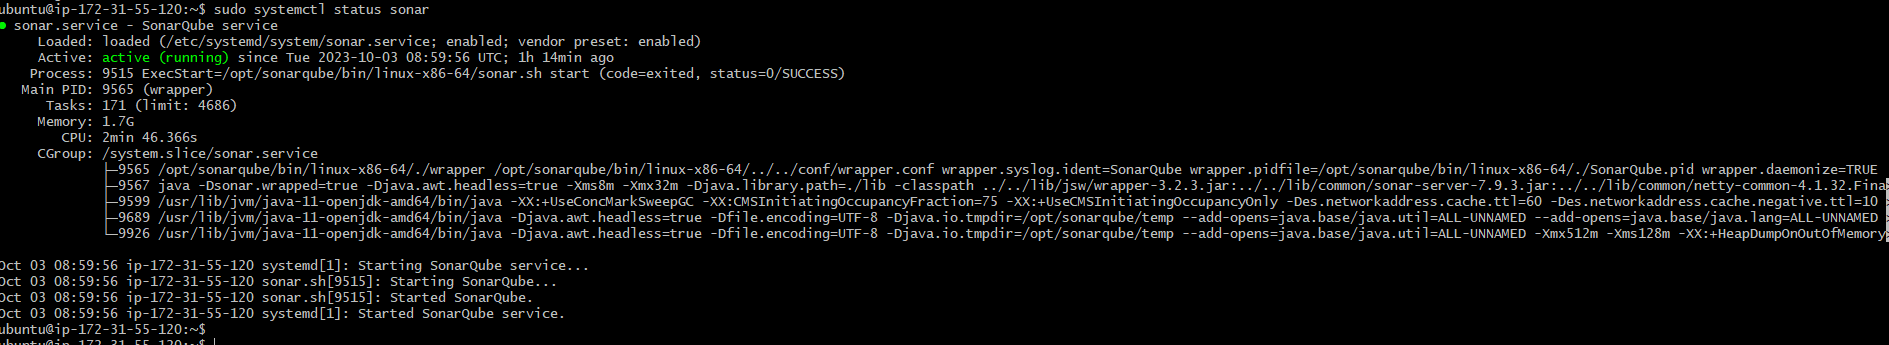 ubuntu@ip-172-31-55-120:~$ sudo systemctl status sonar
● sonar.service - SonarQube service
Loaded: loaded (/etc/systemd/system/sonar.service; enabled; vendor preset: enabled)
Active: active (running) since Tue 2023-10-03 08:59:56 UTC; 1h 14min ago
Process: 9515 ExecStart=/opt/sonarqube/bin/linux-x86-64/sonar.sh start (code=exited, status=0/SUCCESS)
Main PID: 9565 (wrapper)
Tasks: 171 (limit: 4686)
Memory: 1.7G
CPU: 2min 46.366s
CGroup: /system.slice/sonar.service
├─9565 /opt/sonarqube/bin/linux-x86-64/./wrapper /opt/sonarqube/bin/linux-x86-64/../../conf/wrapper.conf wrapper.syslog.ident=SonarQube wrapper.pidfile=/opt/sonarqube/bin/linux-x86-64/./SonarQube.pid wrapper.daemonize=TRUE
├─9567 java -Dsonar.wrapped=true -Djava.awt.headless=true -Xms8m -Xmx32m -Djava.library.path=./lib -classpath ../../lib/jsw/wrapper-3.2.3.jar:../../lib/common/sonar-server-7.9.3.jar:../../lib/common/netty-common-4.1.32.Fina
├─9599 /usr/lib/jvm/java-11-openjdk-amd64/bin/java -XX:+UseConcMarkSweepGC -XX:CMSInitiatingOccupancyFraction=75 -XX:+UseCMSInitiatingOccupancyOnly -Des.networkaddress.cache.ttl=60 -Des.networkaddress.cache.negative.ttl=10
├─9689 /usr/lib/jvm/java-11-openjdk-amd64/bin/java -Djava.awt.headless=true -Dfile.encoding=UTF-8 -Djava.io.tmpdir=/opt/sonarqube/temp --add-opens=java.base/java.util=ALL-UNNAMED --add-opens=java.base/java.lang=ALL-UNNAMED
└─9926 /usr/lib/jvm/java-11-openjdk-amd64/bin/java -Djava.awt.headless=true -Dfile.encoding=UTF-8 -Djava.io.tmpdir=/opt/sonarqube/temp --add-opens=java.base/java.util=ALL-UNNAMED -Xmx512m -Xms128m -XX:+HeapDumpOnOutOfMemory
Oct 03 08:59:56 ip-172-31-55-120 systemd[1]: Starting SonarQube service...
Oct 03 08:59:56 ip-172-31-55-120 sonar.sh[9515]: Starting SonarQube...
Oct 03 08:59:56 ip-172-31-55-120 sonar.sh[9515]: Started SonarQube.
Oct 03 08:59:56 ip-172-31-55-120 systemd[1]: Started SonarQube service.
ubuntu@ip-172-31-55-120:~$
ubuntu@ip-172-31-55-120:~$